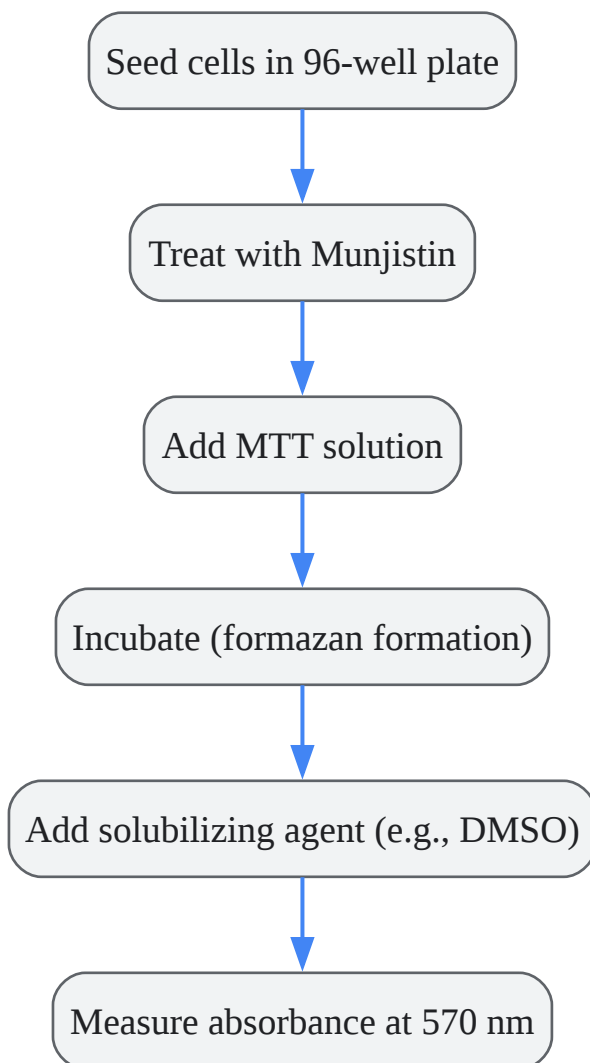 Seed cells in 96-well plate
Treat with Munjistin
Add MTT solution
Incubate (formazan formation)
Add solubilizing agent (e.g., DMSO)
Measure absorbance at 570 nm